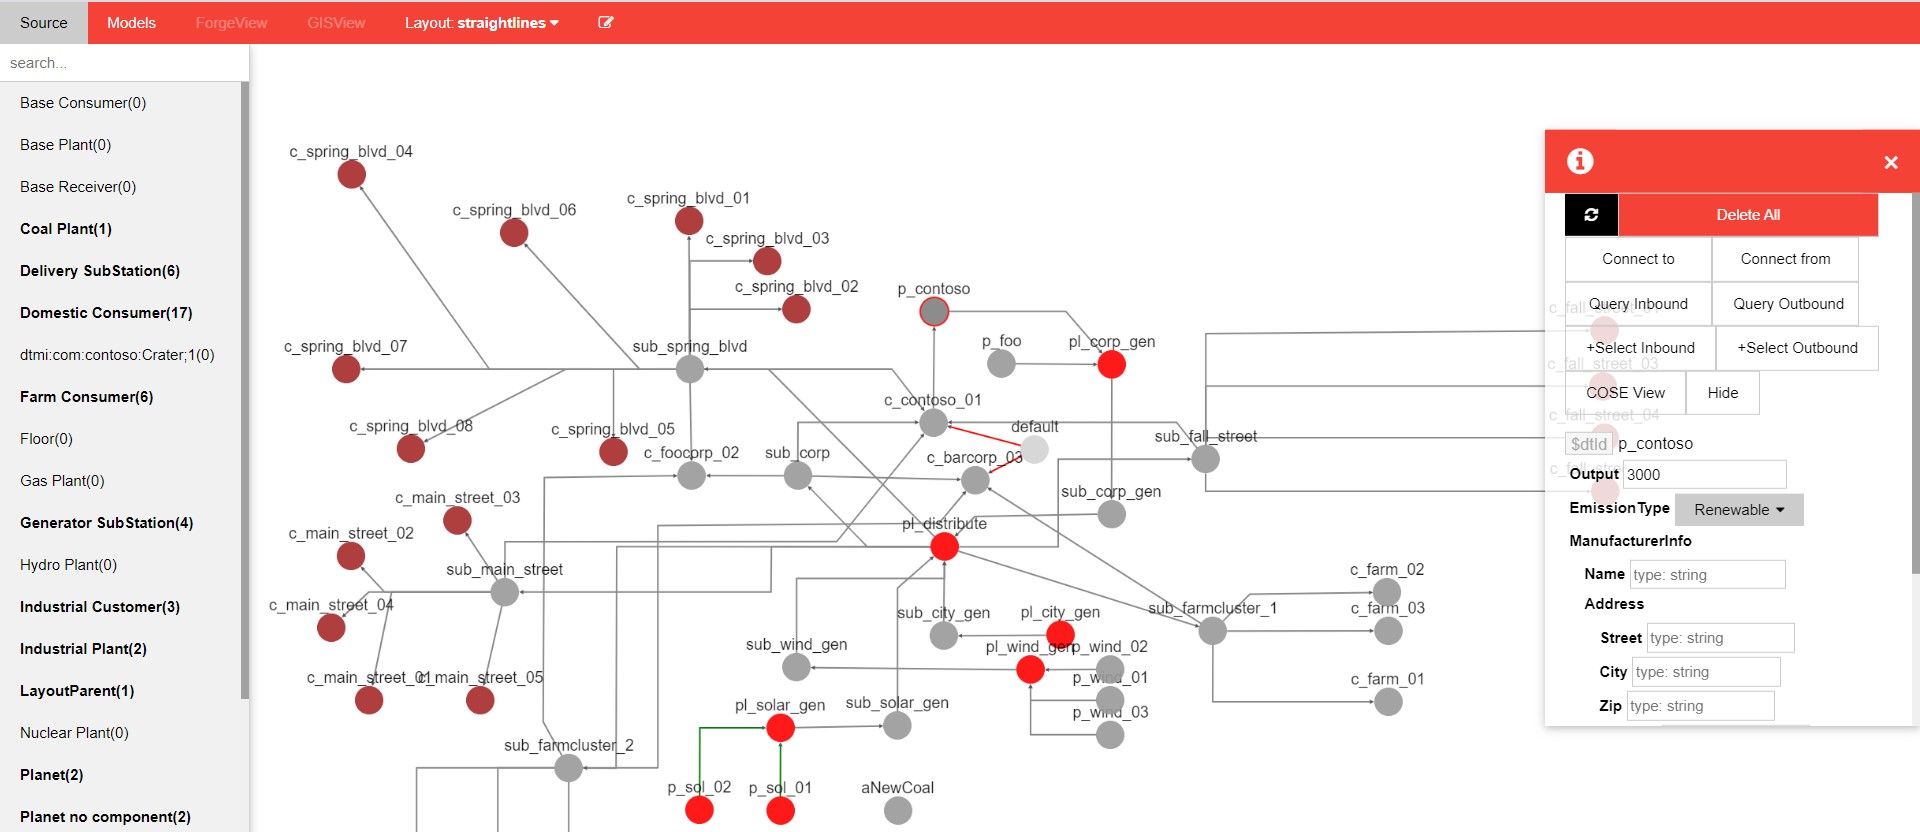 Source Models ForgeView GISView Layout: straightlines
search...
Base Consumer(0)
Base Plant(0)
Base Receiver(0)
Coal Plant(1)
Delivery SubStation(6)
Domestic Consumer(17)
dtmi:com:contoso:Crater;1(0)
Farm Consumer(6)
Floor(0)
Gas Plant(0)
Generator SubStation(4)
Hydro Plant(0)
Industrial Customer(3)
Industrial Plant(2)
LayoutParent(1)
Nuclear Plant(0)
Planet(2)
Planet no component(2)
c_spring_blvd_04
c_spring_blvd_06
c_spring_blvd_01
c_spring_blvd_03
c_spring_blvd_02
p_contoso
c_spring_blvd_07
sub_spring_blvd
p_foo
pl_corp_gen
c_contoso_01
c_spring_blvd_08
c_spring_blvd_05
default
sub_fall_street
c_foocorp_02
sub_corp
c_barcorp_03
c_main_street_03
sub_corp_gen
c_main_street_02
pl_distribute
sub_main_street
c_farm_02
c_main_street_04
sub_city_gen
pl_city_gen
sub_farmcluster_1
c_farm_03
sub_wind_gen
pl_wind_gen
p_wind_02
c_main_street_01
c_main_street_05
p_wind_01
c_farm_01
pl_solar_gen
sub_solar_gen
p_wind_03
sub_farmcluster_2
p_sol_02
p_sol_01
aNewCoal
Delete All
Connect to Connect from
Query Inbound Query Outbound
+Select Inbound +Select Outbound
c_fall_street_03
COSE View Hide
c_fall_street_04
$dtId p_contoso
Output 3000
EmissionType Renewable
ManufacturerInfo
Name type: string
Address
Street type: string
City type: string
Zip type: string